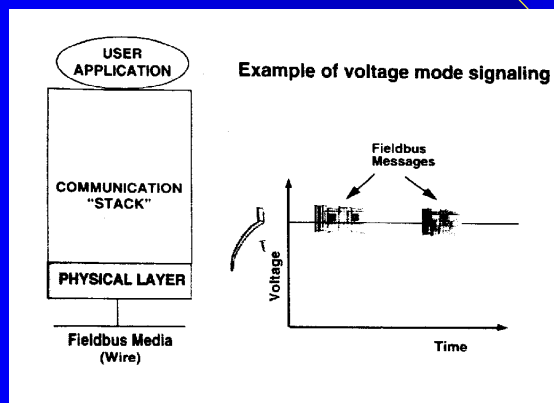 USER
APPLICATION
COMMUNICATION
"STACK"
PHYSICAL LAYER
Fieldbus Media
(Wire)
Example of voltage mode signaling
Fieldbus
Messages
Voltage
Time